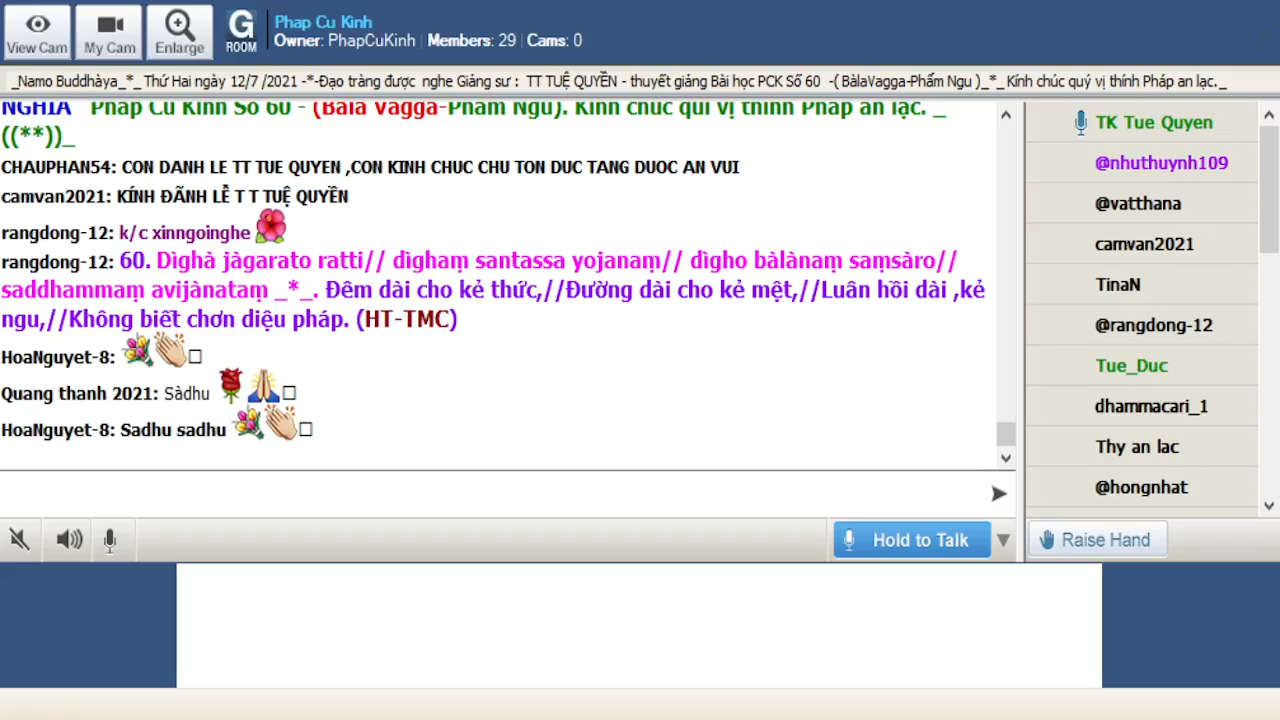 View Cam
My Cam
Enlarge
G
ROOM
Phap Cu Kinh
Owner: PhapCuKinh | Members: 29 | Cams: 0
_Namo Buddhàya_*_ Thứ Hai ngày 12/7 /2021 -*-Đạo tràng được nghe Giảng sư : TT TUỆ QUYỀN - thuyết giảng Bài học PCK Số 60 -( BàlaVagga-Phẩm Ngu )_*_Kính chúc quý vị thính Pháp an lạc._
NGHĨA Pháp Cú Kinh Số 60 - (Bàla Vagga-Phẩm Ngu). Kính chúc quí vị thính Pháp an lạc. _
((**))_
CHAUPHAN54: CON DANH LE TT TUE QUYEN ,CON KINH CHUC CHU TON DUC TANG DUOC AN VUI
camvan2021: KÍNH ĐÃNH LỄ T T TUỆ QUYỀN
rangdong-12: k/c xinngoinghe
rangdong-12: 60. Dìghà jàgarato ratti// dìghaṃ santassa yojanaṃ// dìgho bàlànaṃ saṃsàro//
saddhammaṃ avijànataṃ _*_. Đêm dài cho kẻ thức,//Đường dài cho kẻ mệt,//Luân hồi dài ,kẻ
ngu,//Không biết chơn diệu pháp. (HT-TMC)
HoaNguyet-8:
Quang thanh 2021: Sàdhu
HoaNguyet-8: Sadhu sadhu
TK Tue Quyen
@nhuthuynh109
@vatthana
camvan2021
TinaN
@rangdong-12
Tue_Duc
dhammacari_1
Thy an lac
@hongnhat
Hold to Talk
Raise Hand